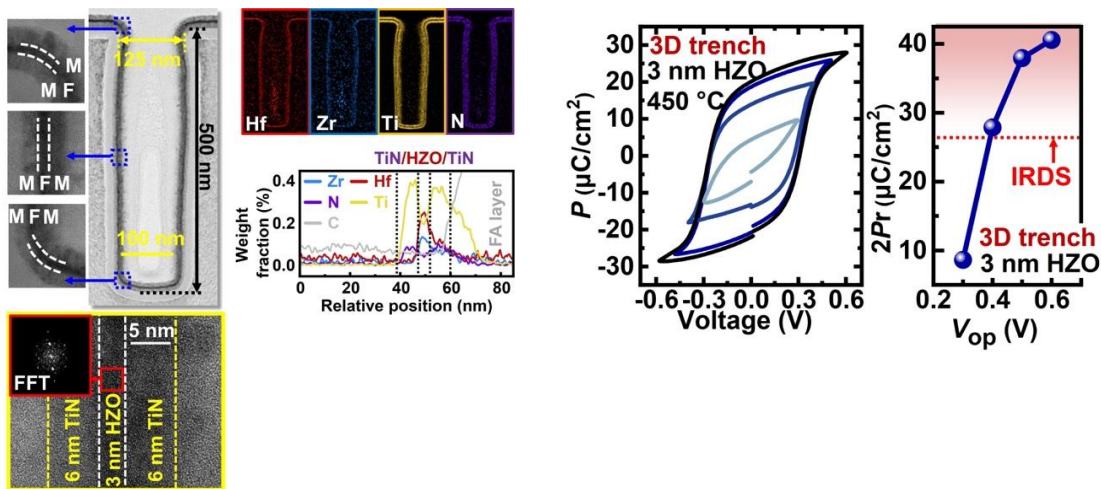 M
M F
M F M
M F M
125 nm
500 nm
100 nm
Hf
Zr
Ti
N
TiN/HZO/TiN
Zr
Hf
N
Ti
C
FA layer
0.4
0.2
0.0
Weight
fraction (%)
0 10 20 30 40 50 60 70 80
Relative position (nm)
FFT
5 nm
6 nm TiN
3 nm HZO
6 nm TiN
3D trench
3 nm HZO
450 °C
30
20
10
0
-10
-20
-30
P (μC/cm²)
-0.6 -0.3 0.0 0.3 0.6
Voltage (V)
40
30
20
10
0
2Pr (μC/cm²)
IRDS
3D trench
3 nm HZO
0.2 0.4 0.6
Vop (V)